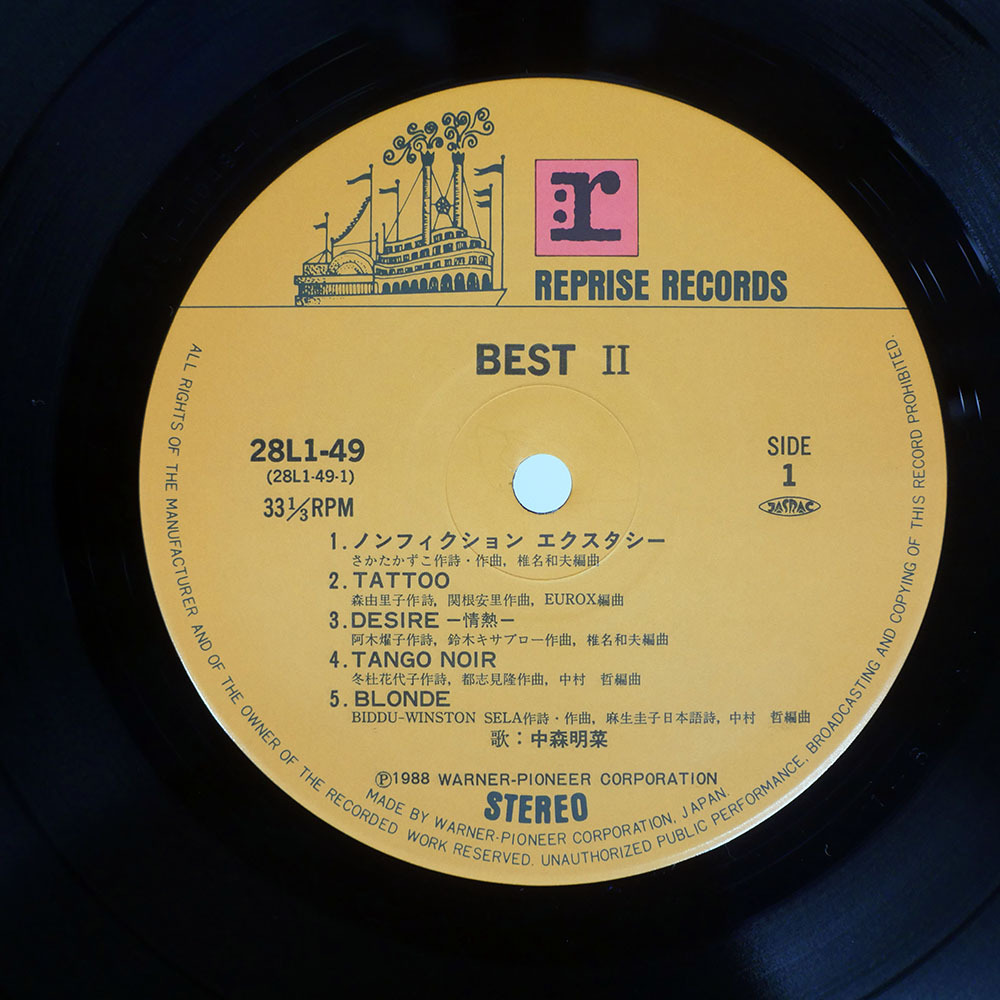 r
REPRISE RECORDS
BEST II
28L1-49
(28L1-49-1)
33 1/3 RPM
SIDE
1
JASRAC
1. ノンフィクション エクスタシー
さかたかずこ作詩・作曲, 椎名和夫編曲
2. TATTOO
森由里子作詩, 関根安里作曲, EUROX編曲
3. DESIRE −情熱−
阿木燿子作詩, 鈴木キサブロー作曲, 椎名和夫編曲
4. TANGO NOIR
冬杜花代子作詩, 都志見隆作曲, 中村 哲編曲
5. BLONDE
BIDDU-WINSTON SELA作詩・作曲, 麻生圭子日本語詩, 中村 哲編曲
歌：中森明菜
Ⓟ1988 WARNER-PIONEER CORPORATION
STEREO
MADE BY WARNER-PIONEER CORPORATION, JAPAN.
ALL RIGHTS OF THE MANUFACTURER AND OF THE OWNER OF THE RECORDED WORK RESERVED. UNAUTHORIZED PUBLIC PERFORMANCE, BROADCASTING AND COPYING OF THIS RECORD PROHIBITED.